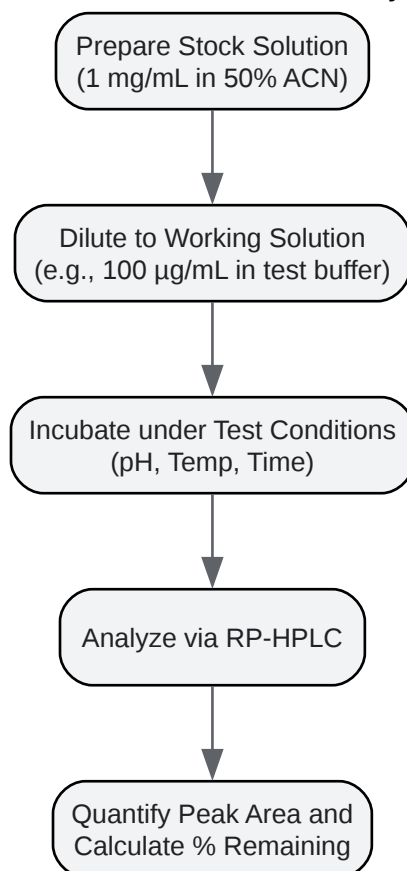 Prepare Stock Solution
(1 mg/mL in 50% ACN)
Dilute to Working Solution
(e.g., 100 µg/mL in test buffer)
Incubate under Test Conditions
(pH, Temp, Time)
Analyze via RP-HPLC
Quantify Peak Area and
Calculate % Remaining